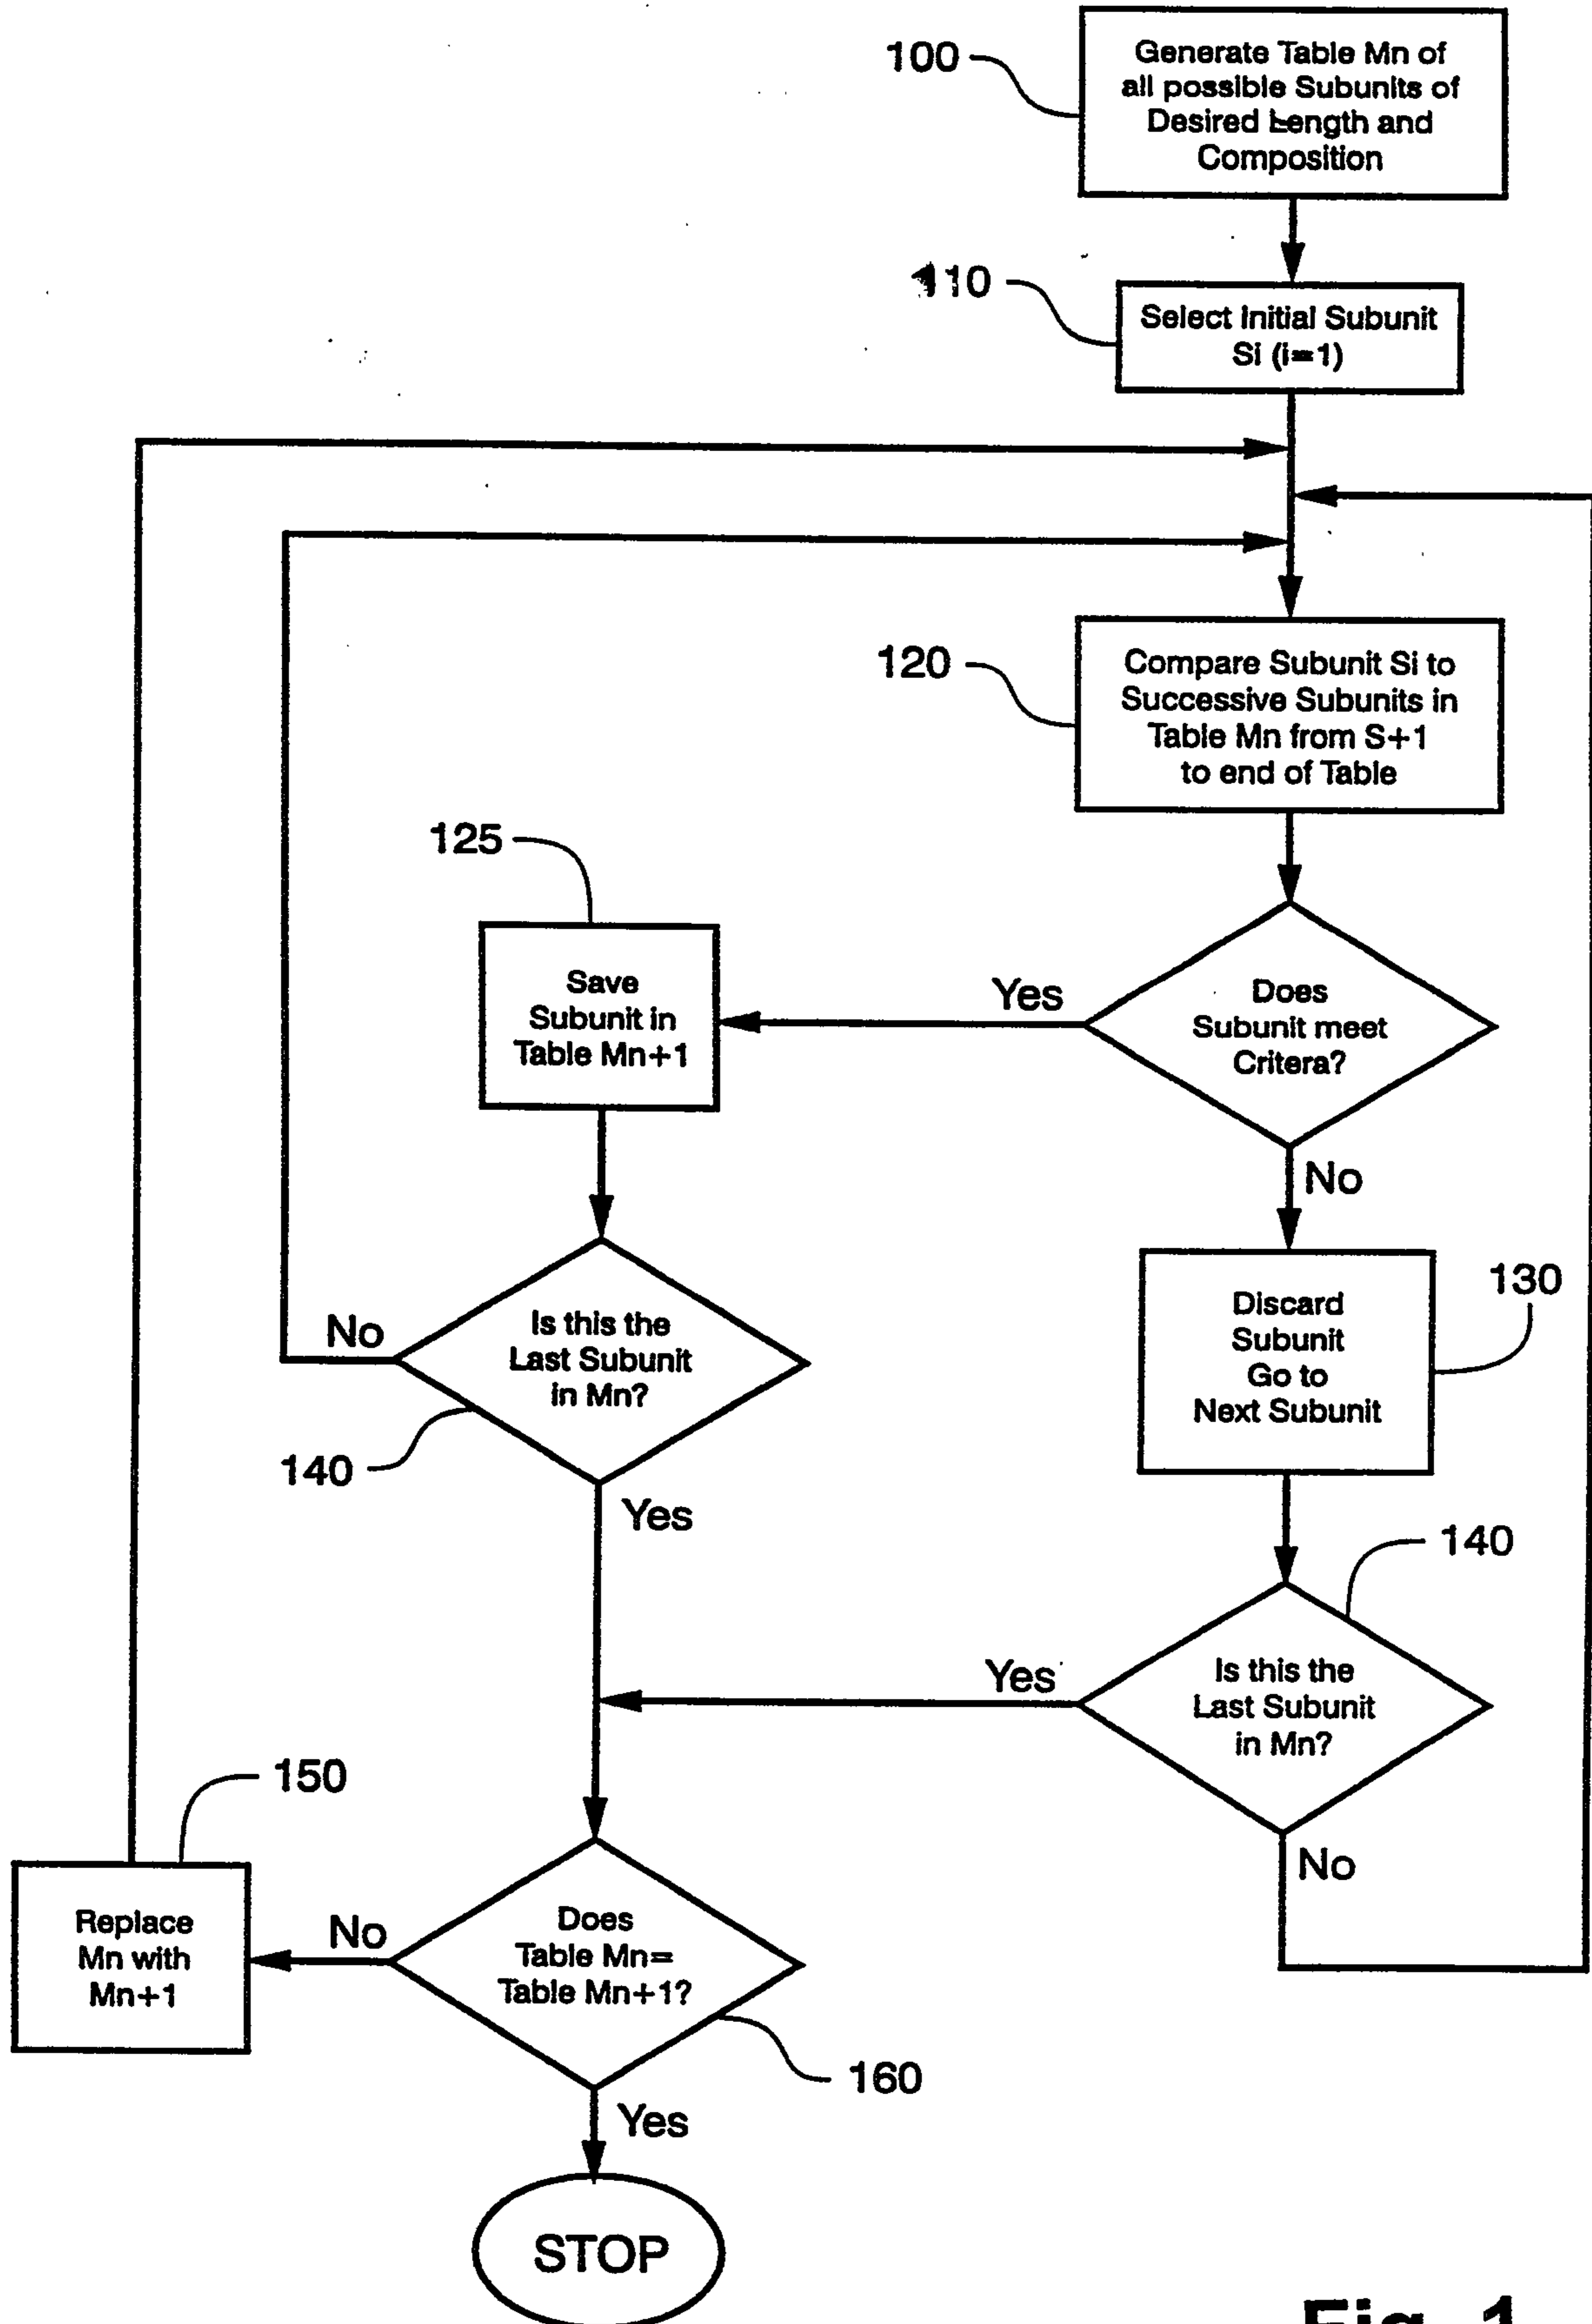 100
Generate Table Mn of
all possible Subunits of
Desired Length and
Composition
110
Select Initial Subunit
Si (i=1)
120
Compare Subunit Si to
Successive Subunits in
Table Mn from S+1
to end of Table
125
Save
Subunit in
Table Mn+1
Yes
Does
Subunit meet
Critera?
No
130
Discard
Subunit
Go to
Next Subunit
No
Is this the
Last Subunit
in Mn?
140
Yes
140
Yes
Is this the
Last Subunit
in Mn?
No
150
Replace
Mn with
Mn+1
No
Does
Table Mn=
Table Mn+1?
160
Yes
STOP
Fig. 1